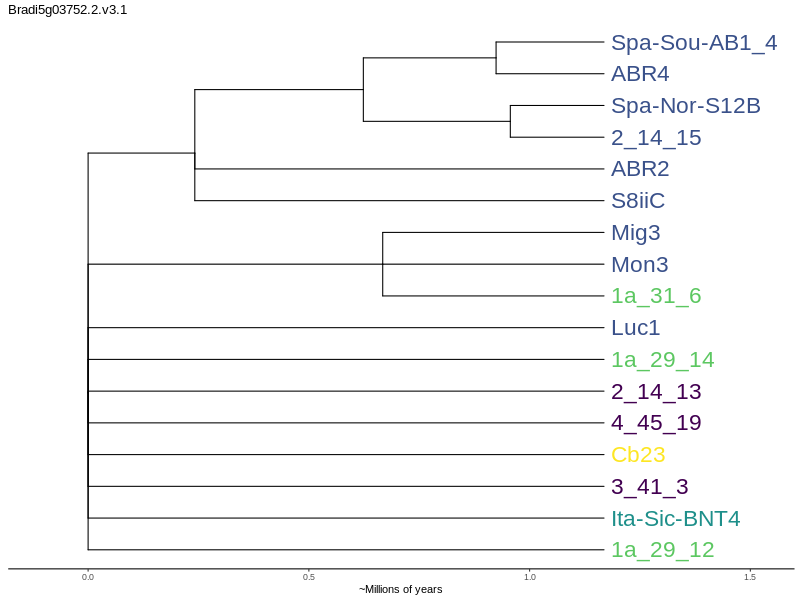 Bradi5g03752.2.v3.1
Spa-Sou-AB1_4
ABR4
Spa-Nor-S12B
2_14_15
ABR2
S8iiC
Mig3
Mon3
1a_31_6
Luc1
1a_29_14
2_14_13
4_45_19
Cb23
3_41_3
Ita-Sic-BNT4
1a_29_12
0.0 0.5 1.0 1.5
~Millions of years